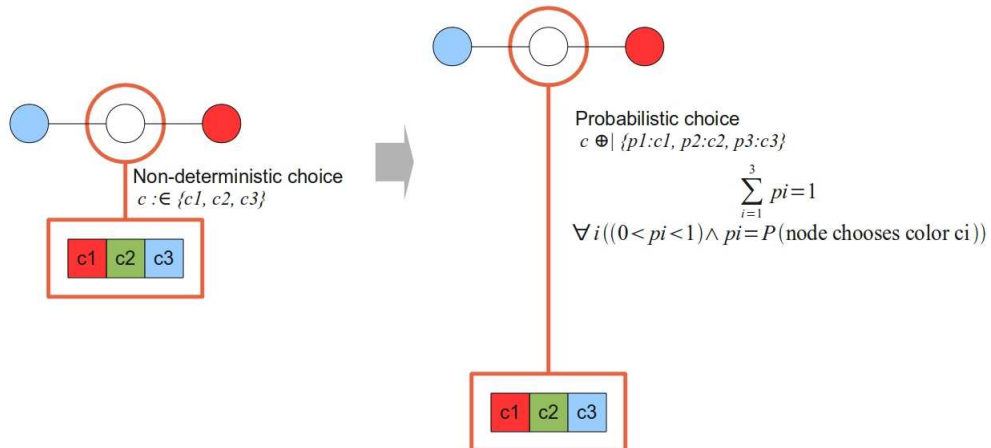 Non-deterministic choice
c :∈ {c1, c2, c3}
c1 c2 c3
Probabilistic choice
c ⊕| {p1:c1, p2:c2, p3:c3}
3
∑ pi=1
i=1
∀ i((0<pi<1)∧ pi=P(node chooses color ci))
c1 c2 c3